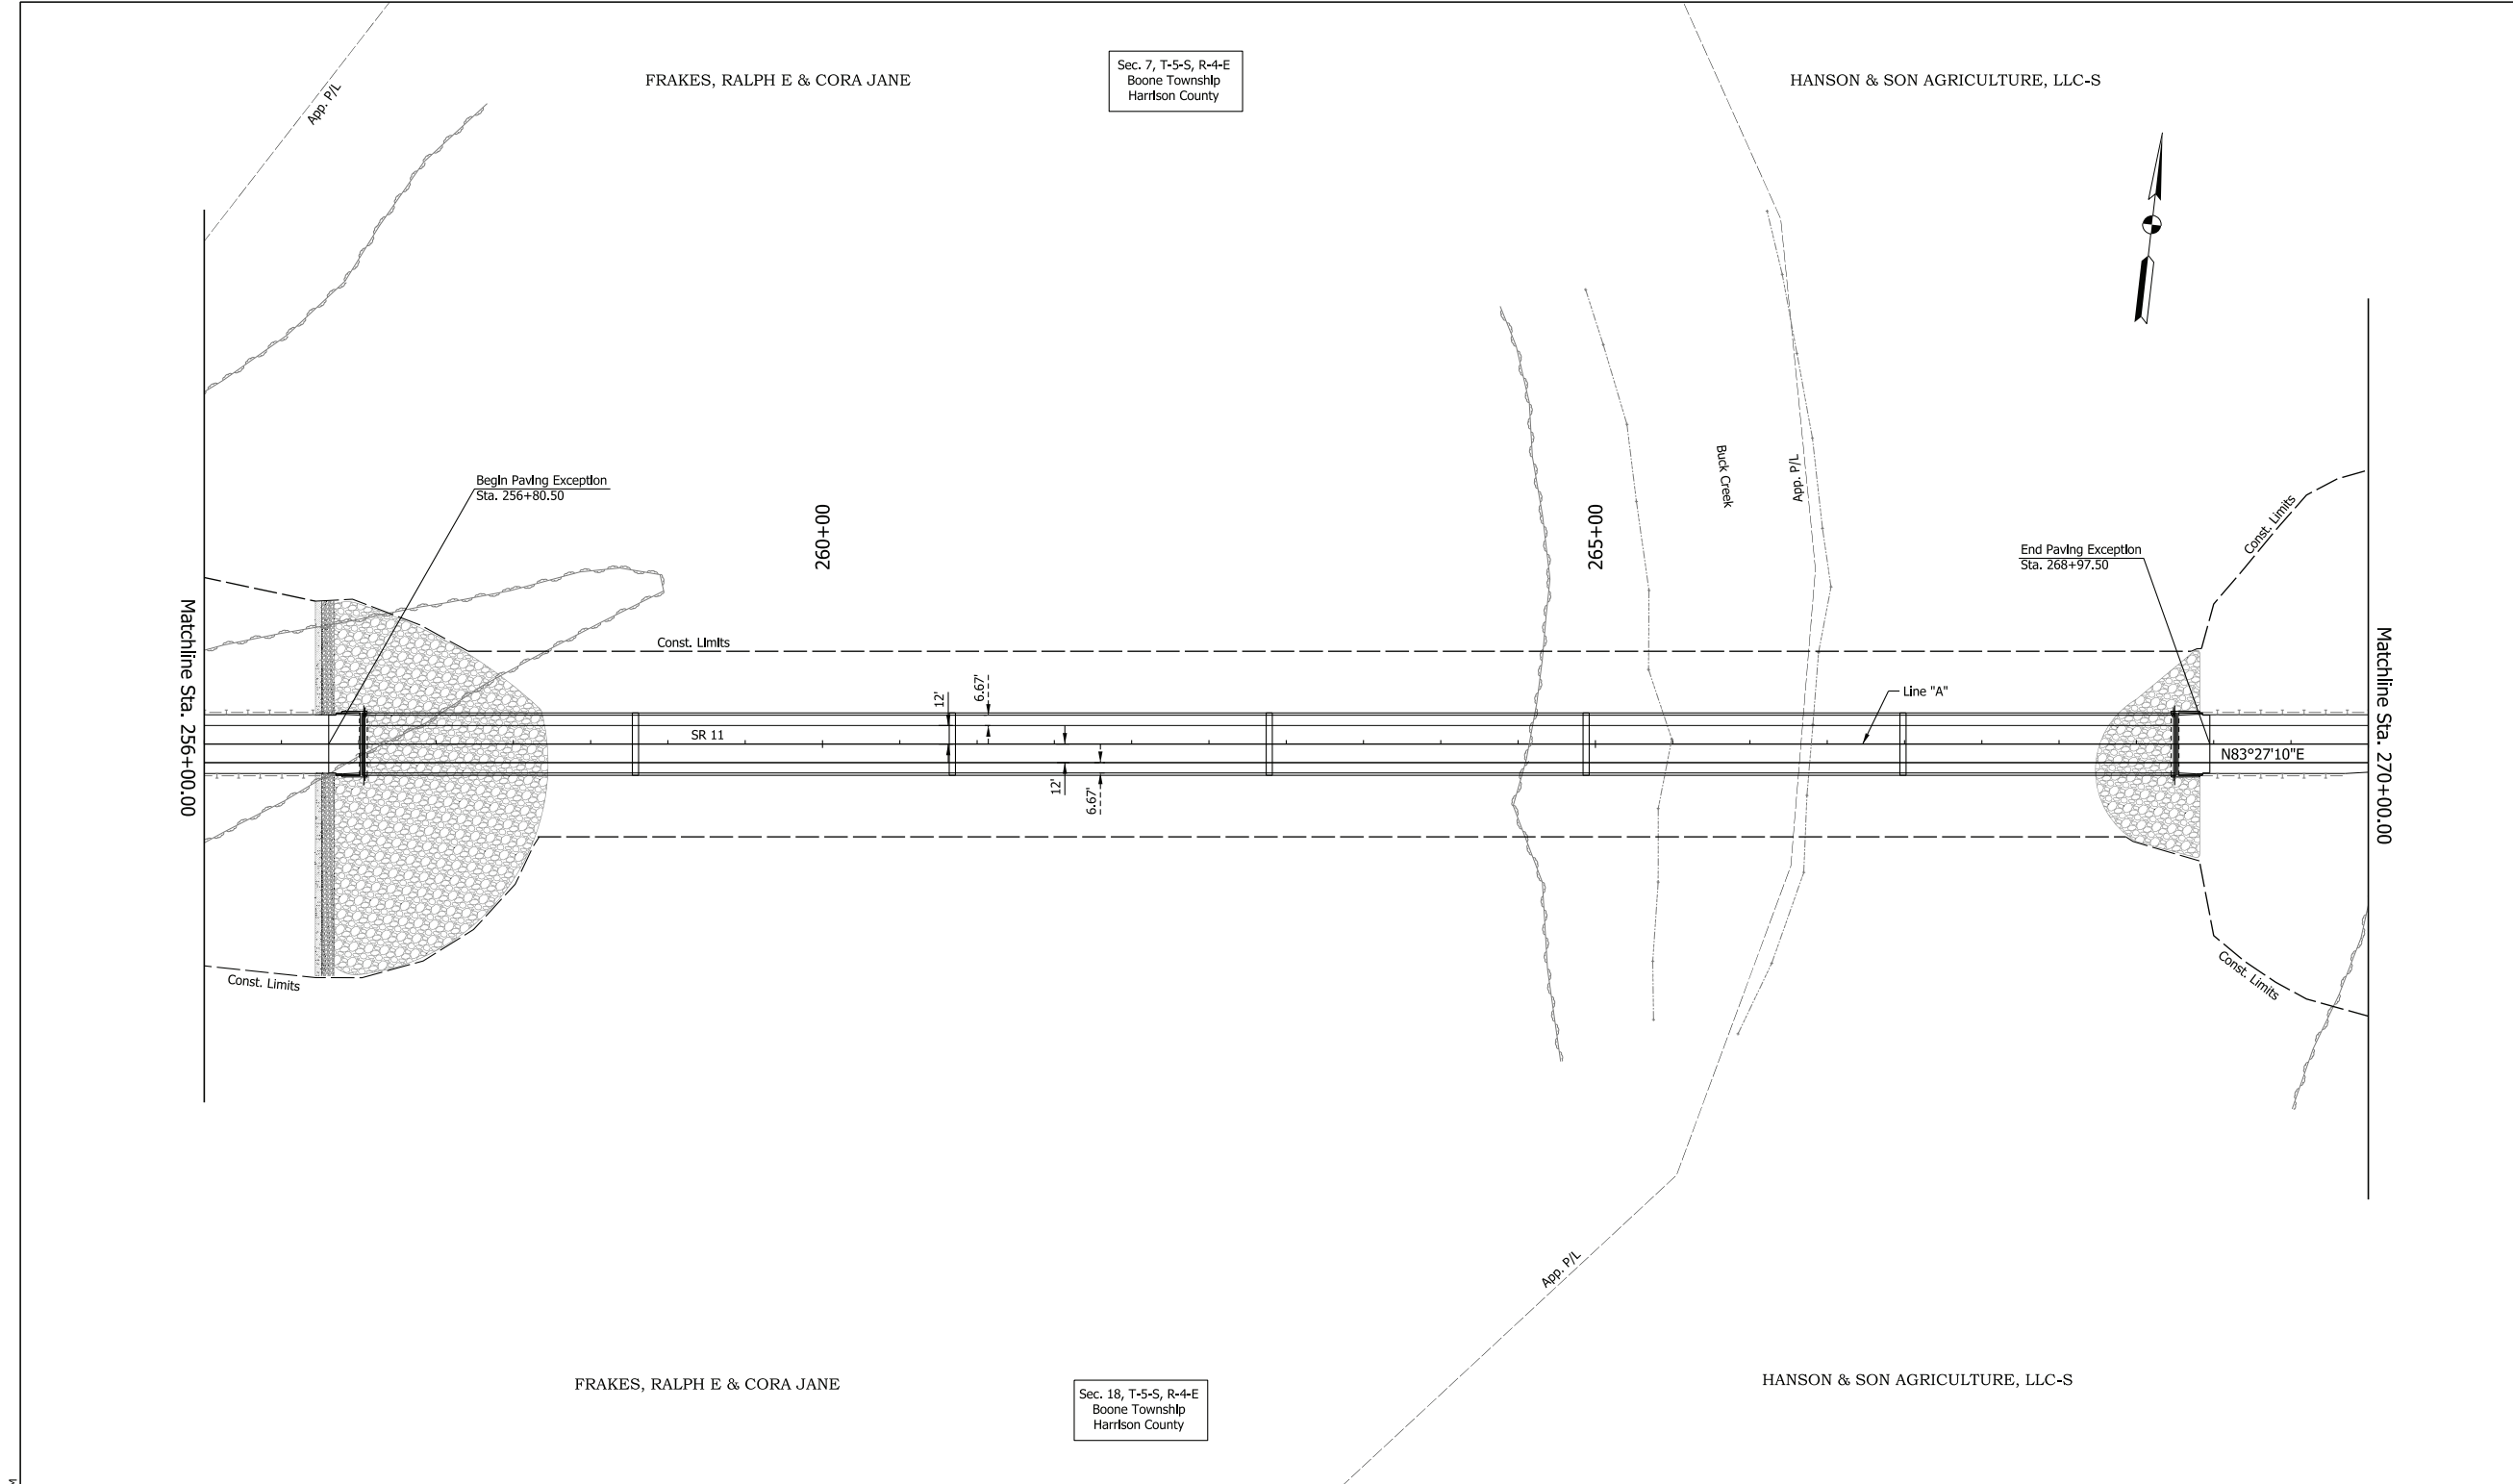 App. P/L
FRAKES, RALPH E & CORA JANE
Sec. 7, T-5-S, R-4-E
Boone Township
Harrison County
HANSON & SON AGRICULTURE, LLC-S
Begin Paving Exception
Sta. 256+80.50
260+00
265+00
Buck Creek
App. P/L
End Paving Exception
Sta. 268+97.50
Const. Limits
Matchline Sta. 256+00.00
Const. Limits
12'
6.67'
SR 11
Line "A"
N83°27'10"E
Matchline Sta. 270+00.00
12'
6.67'
Const. Limits
Const. Limits
App. P/L
FRAKES, RALPH E & CORA JANE
Sec. 18, T-5-S, R-4-E
Boone Township
Harrison County
HANSON & SON AGRICULTURE, LLC-S